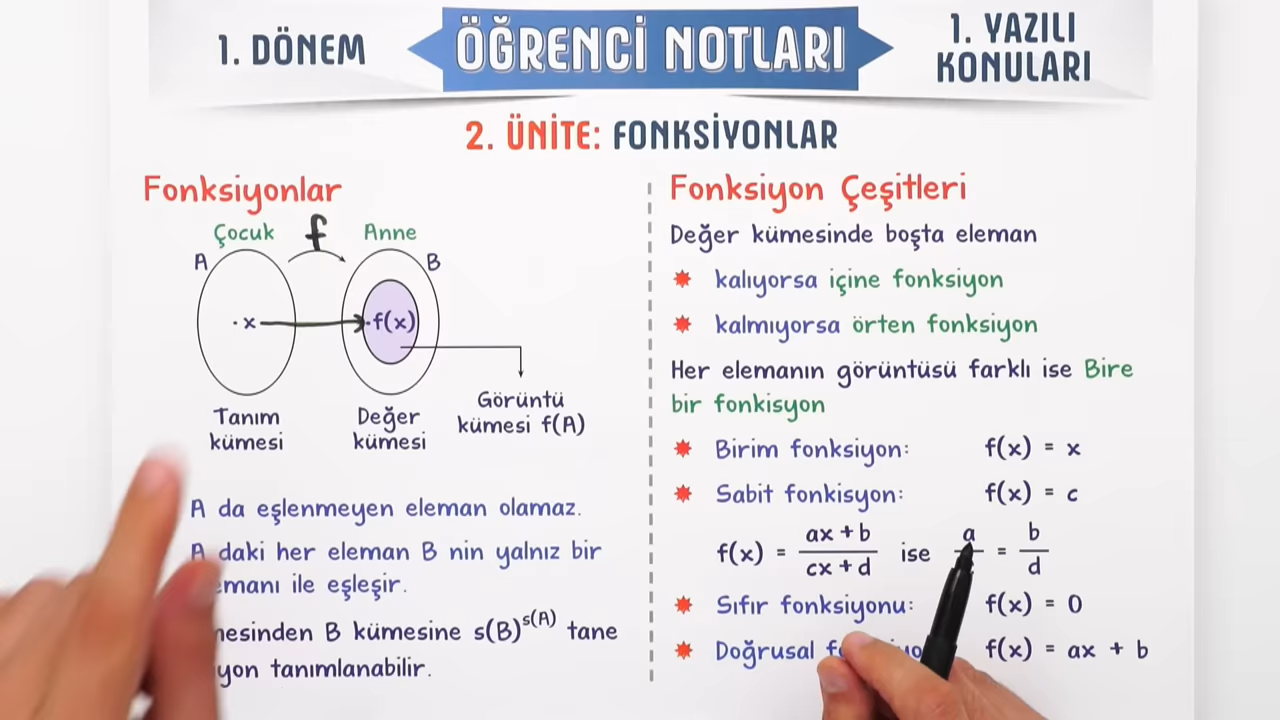 1. DÖNEM
ÖĞRENCİ NOTLARI
1. YAZILI
KONULARI
2. ÜNİTE: FONKSİYONLAR
Fonksiyonlar
Çocuk
f
Anne
A
B
.x
.f(x)
Görüntü
kümesi f(A)
Tanım
kümesi
Değer
kümesi
A da eşlenmeyen eleman olamaz.
A daki her eleman B nin yalnız bir
ile eşleşir.
B kümesine s(B)^s(A) tane
tanımlanabilir.
Fonksiyon Çeşitleri
Değer kümesinde boşta eleman
kalıyorsa içine fonksiyon
kalmıyorsa örten fonksiyon
Her elemanın görüntüsü farklı ise Bire
bir fonkisyon
Birim fonksiyon: f(x) = x
Sabit fonkisyon: f(x) = c
f(x) = ax + b / cx + d ise a = b / d
Sıfır fonksiyonu: f(x) = 0
Doğrusal f(x) = ax + b